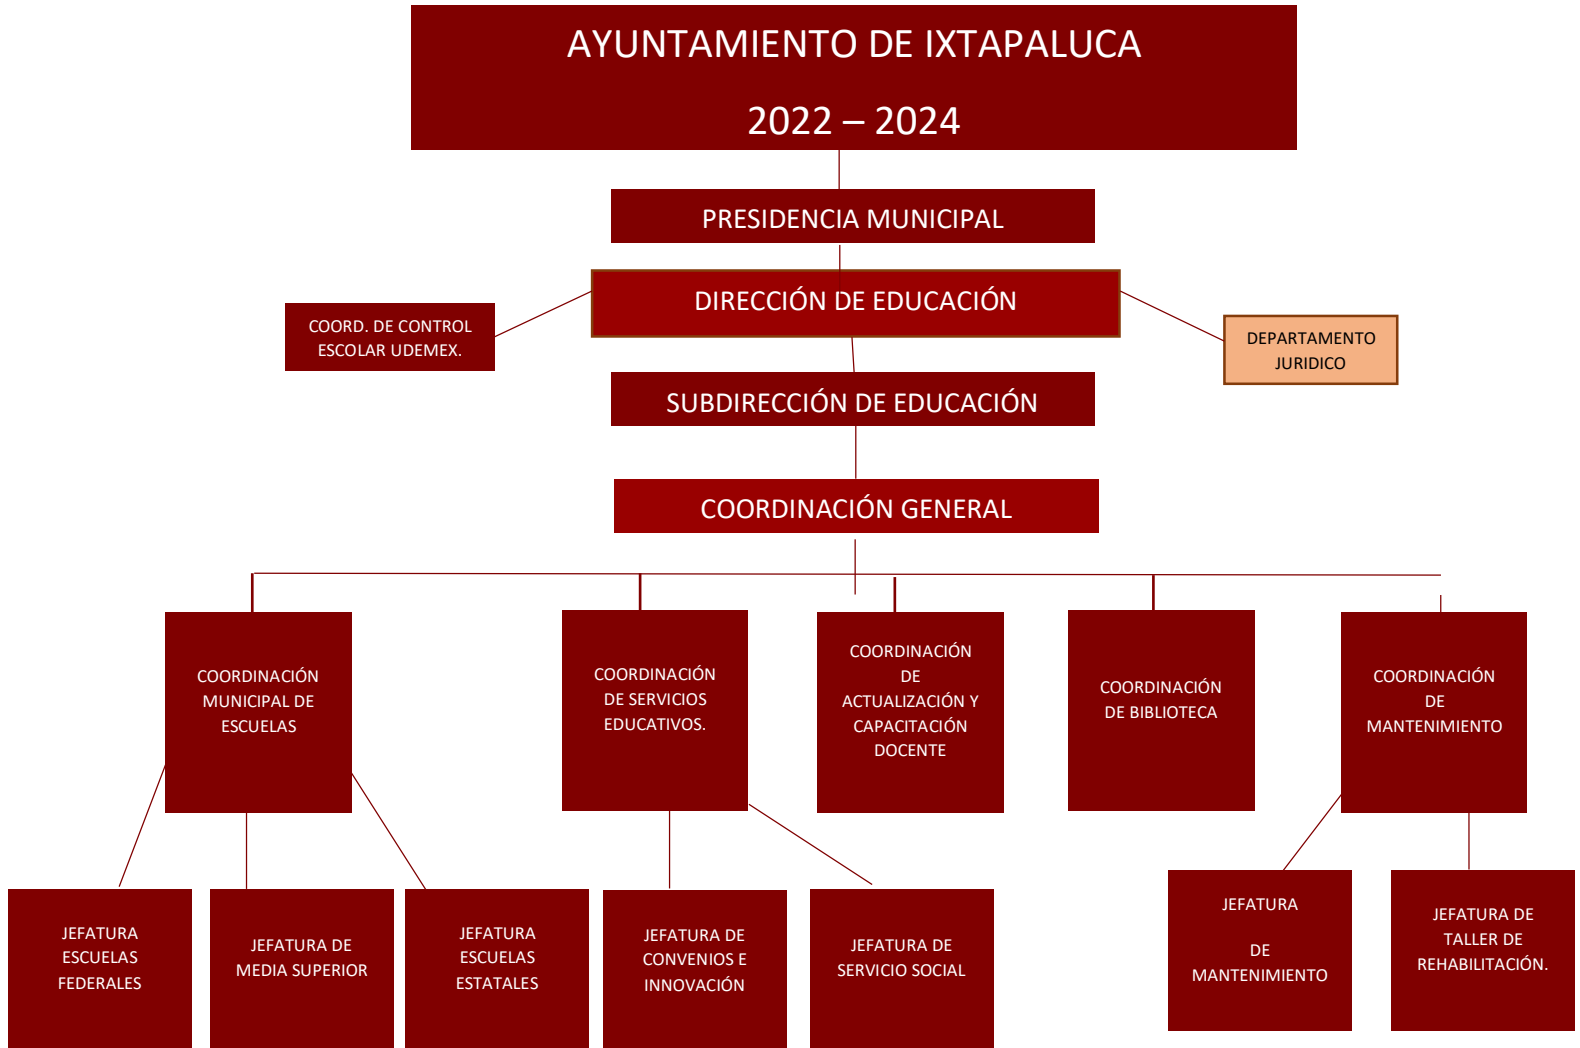 AYUNTAMIENTO DE IXTAPALUCA
2022 – 2024
PRESIDENCIA MUNICIPAL
DIRECCIÓN DE EDUCACIÓN
COORD. DE CONTROL
ESCOLAR UDEMEX.
DEPARTAMENTO
JURIDICO
SUBDIRECCIÓN DE EDUCACIÓN
COORDINACIÓN GENERAL
COORDINACIÓN
MUNICIPAL DE
ESCUELAS
COORDINACIÓN
DE SERVICIOS
EDUCATIVOS.
COORDINACIÓN
DE
ACTUALIZACIÓN Y
CAPACITACIÓN
DOCENTE
COORDINACIÓN
DE BIBLIOTECA
COORDINACIÓN
DE
MANTENIMIENTO
JEFATURA
ESCUELAS
FEDERALES
JEFATURA DE
MEDIA SUPERIOR
JEFATURA
ESCUELAS
ESTATALES
JEFATURA DE
CONVENIOS E
INNOVACIÓN
JEFATURA DE
SERVICIO SOCIAL
JEFATURA
DE
MANTENIMIENTO
JEFATURA DE
TALLER DE
REHABILITACIÓN.